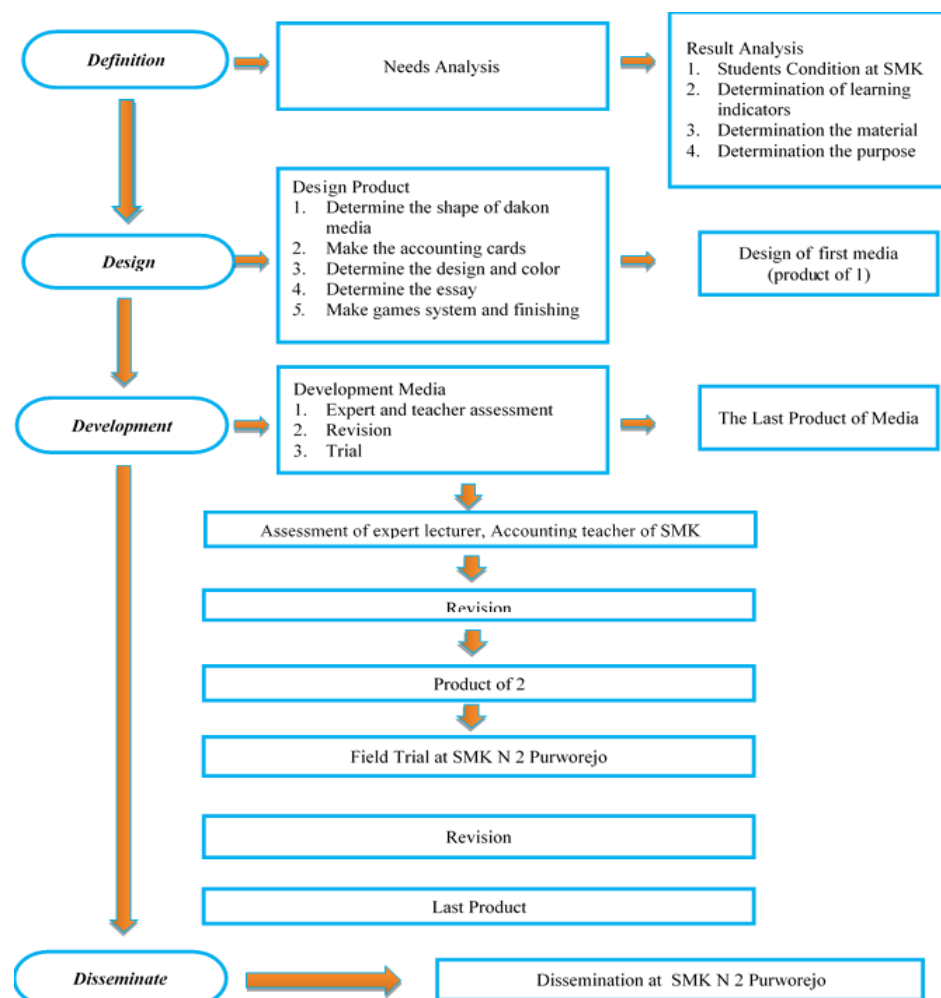 Definition
Needs Analysis
Result Analysis
1. Students Condition at SMK
2. Determination of learning
indicators
3. Determination the material
4. Determination the purpose
Design
Design Product
1. Determine the shape of dakon
media
2. Make the accounting cards
3. Determine the design and color
4. Determine the essay
5. Make games system and finishing
Design of first media
(product of 1)
Development
Development Media
1. Expert and teacher assessment
2. Revision
3. Trial
The Last Product of Media
Assessment of expert lecturer, Accounting teacher of SMK
Revision
Product of 2
Field Trial at SMK N 2 Purworejo
Revision
Last Product
Disseminate
Dissemination at SMK N 2 Purworejo